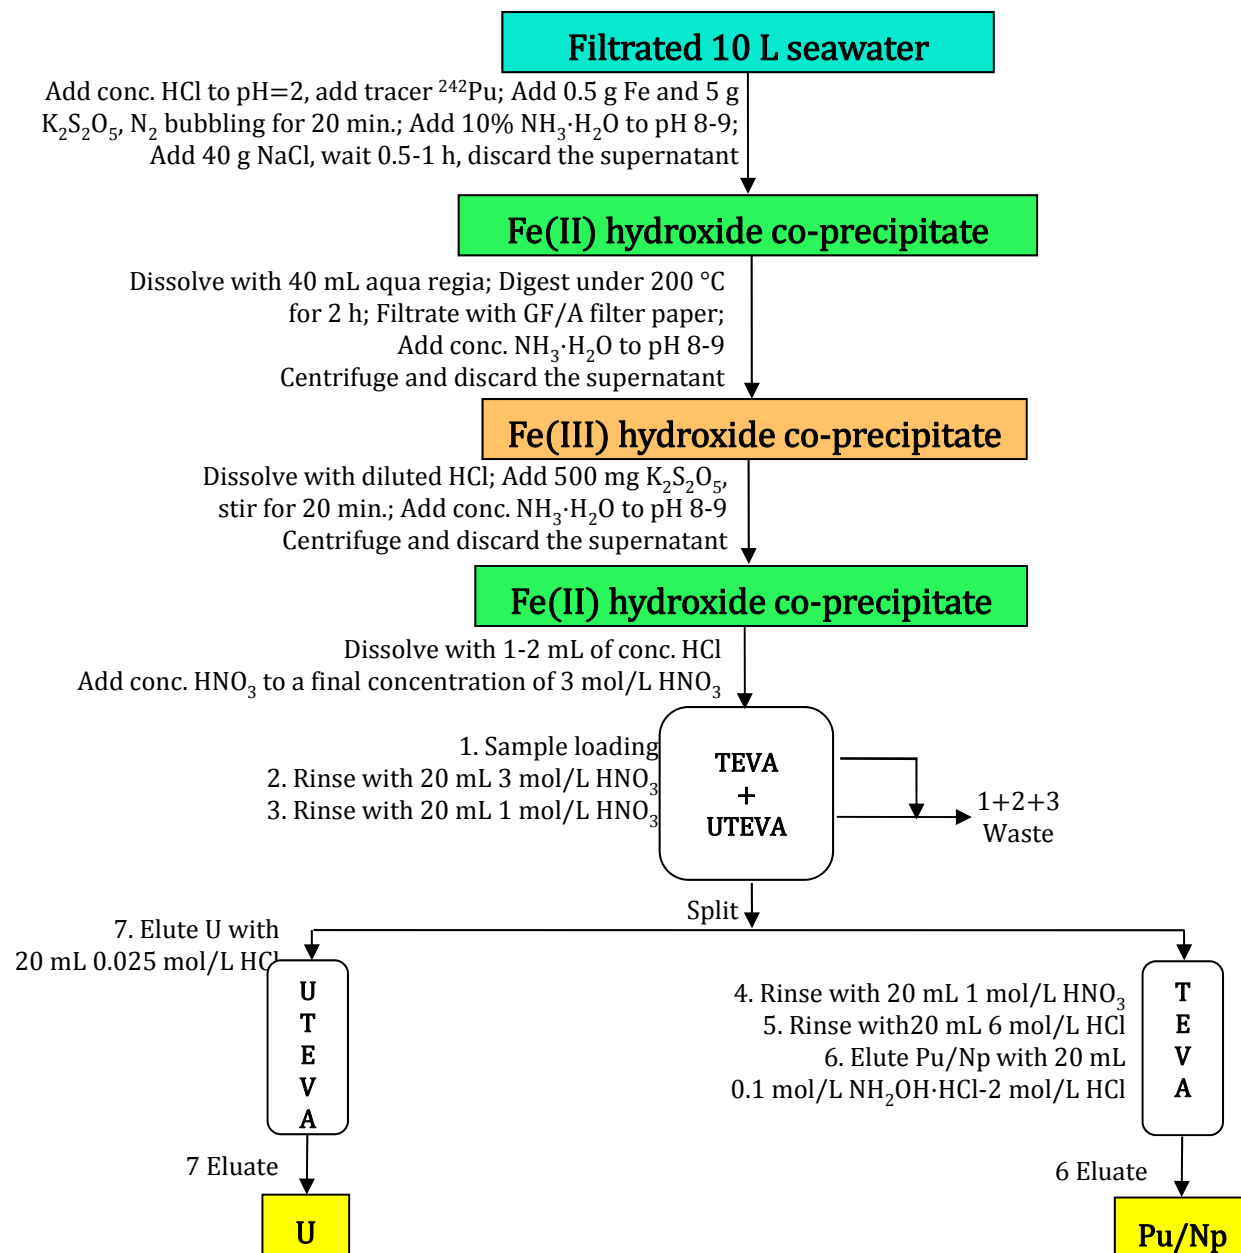 Filtrated 10 L seawater
Add conc. HCl to pH=2, add tracer ²⁴²Pu; Add 0.5 g Fe and 5 g
K₂S₂O₅, N₂ bubbling for 20 min.; Add 10% NH₃·H₂O to pH 8-9;
Add 40 g NaCl, wait 0.5-1 h, discard the supernatant
Fe(II) hydroxide co-precipitate
Dissolve with 40 mL aqua regia; Digest under 200 °C
for 2 h; Filtrate with GF/A filter paper;
Add conc. NH₃·H₂O to pH 8-9
Centrifuge and discard the supernatant
Fe(III) hydroxide co-precipitate
Dissolve with diluted HCl; Add 500 mg K₂S₂O₅,
stir for 20 min.; Add conc. NH₃·H₂O to pH 8-9
Centrifuge and discard the supernatant
Fe(II) hydroxide co-precipitate
Dissolve with 1-2 mL of conc. HCl
Add conc. HNO₃ to a final concentration of 3 mol/L HNO₃
1. Sample loading
2. Rinse with 20 mL 3 mol/L HNO₃
3. Rinse with 20 mL 1 mol/L HNO₃
TEVA
+
UTEVA
1+2+3
Waste
Split
7. Elute U with
20 mL 0.025 mol/L HCl
U
T
E
V
A
4. Rinse with 20 mL 1 mol/L HNO₃
5. Rinse with20 mL 6 mol/L HCl
6. Elute Pu/Np with 20 mL
0.1 mol/L NH₂OH·HCl-2 mol/L HCl
T
E
V
A
7 Eluate
6 Eluate
U
Pu/Np